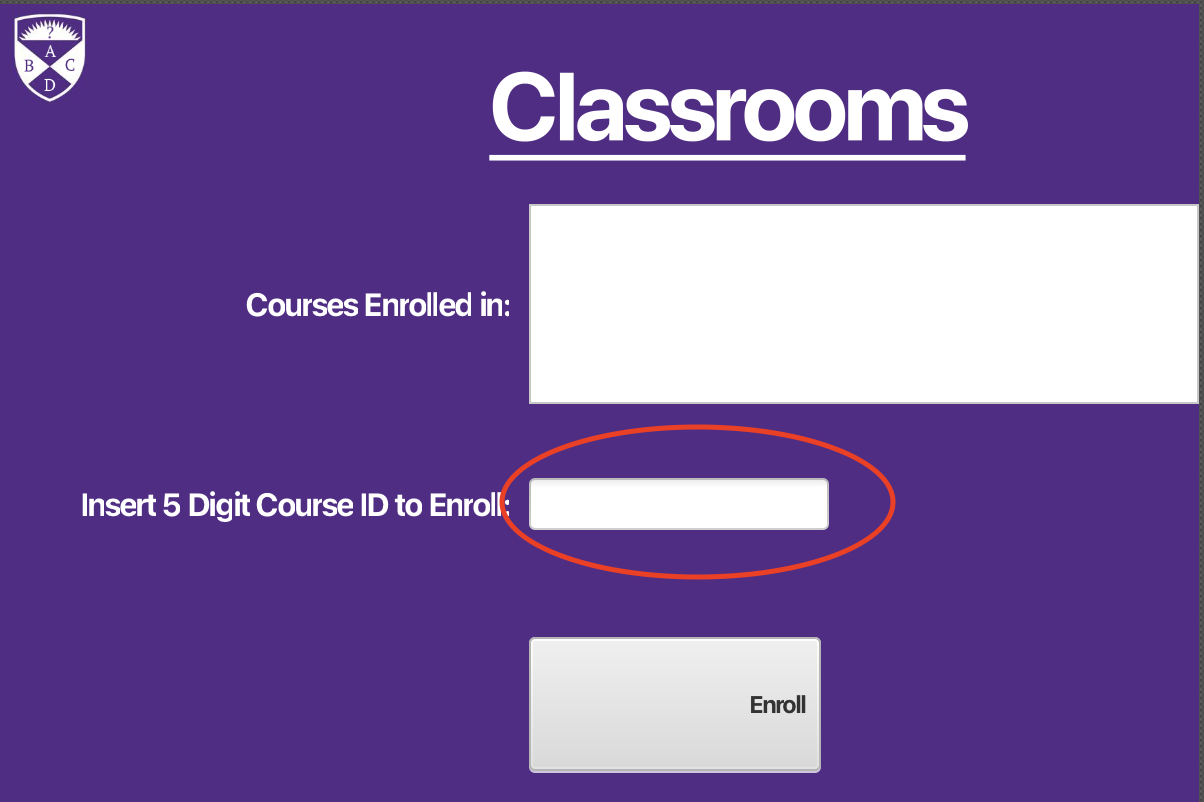 ?
A
B C
D
Classrooms
Courses Enrolled in:
Insert 5 Digit Course ID to Enroll:
Enroll